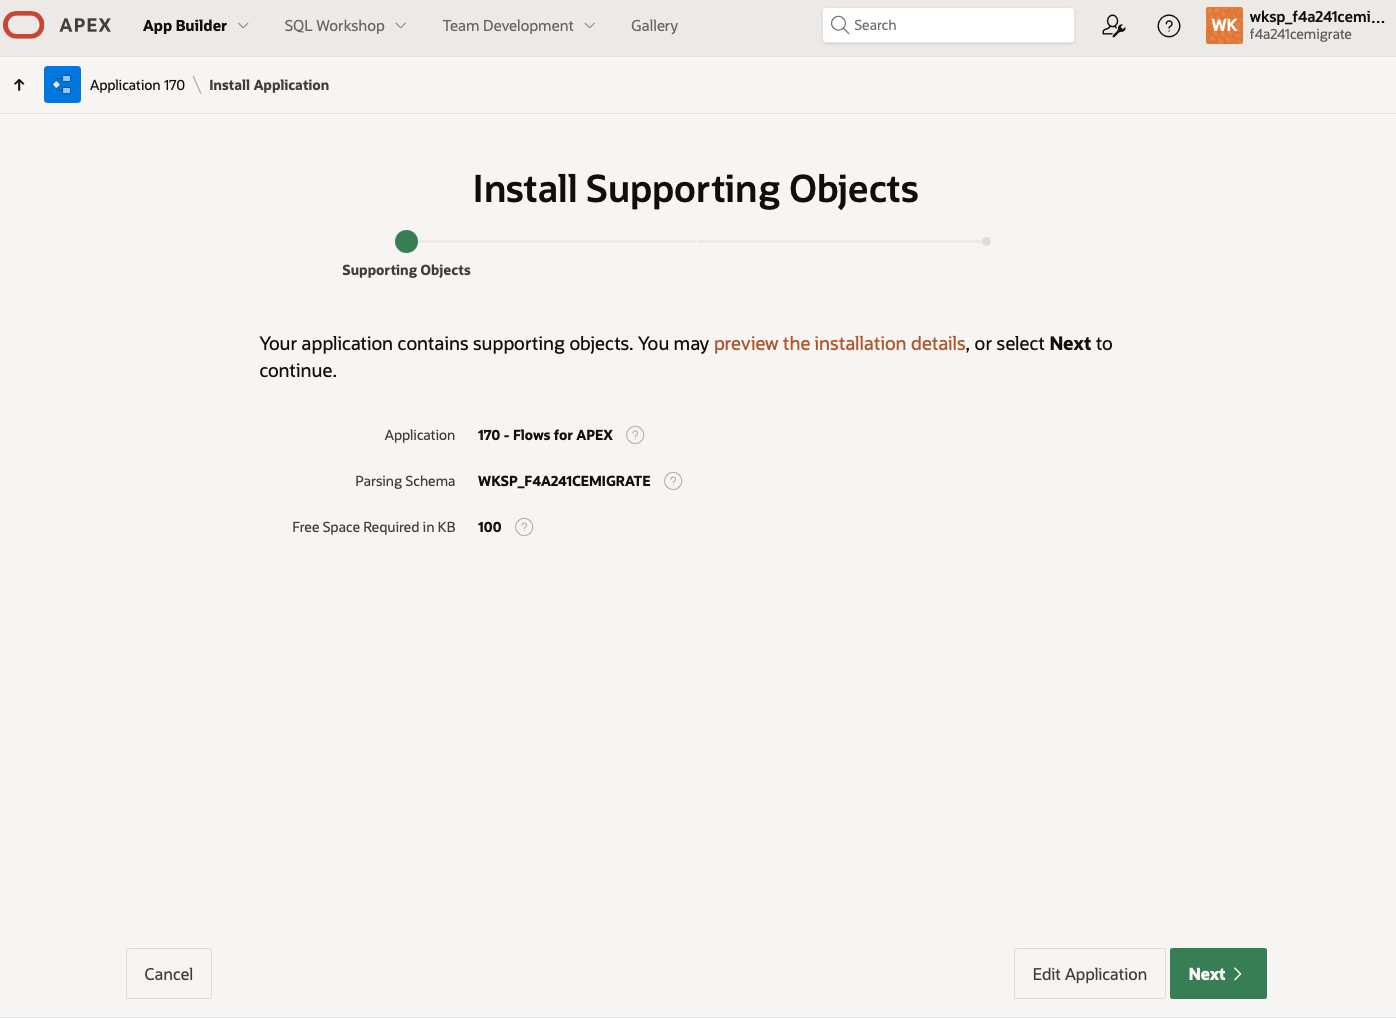 APEX App Builder SQL Workshop Team Development Gallery Search WK wksp_f4a241cemi...
f4a241cemigrate
Application 170 \ Install Application
Install Supporting Objects
Supporting Objects
Your application contains supporting objects. You may preview the installation details, or select Next to
continue.
Application 170 - Flows for APEX
Parsing Schema WKSP_F4A241CEMIGRATE
Free Space Required in KB 100
Cancel Edit Application Next